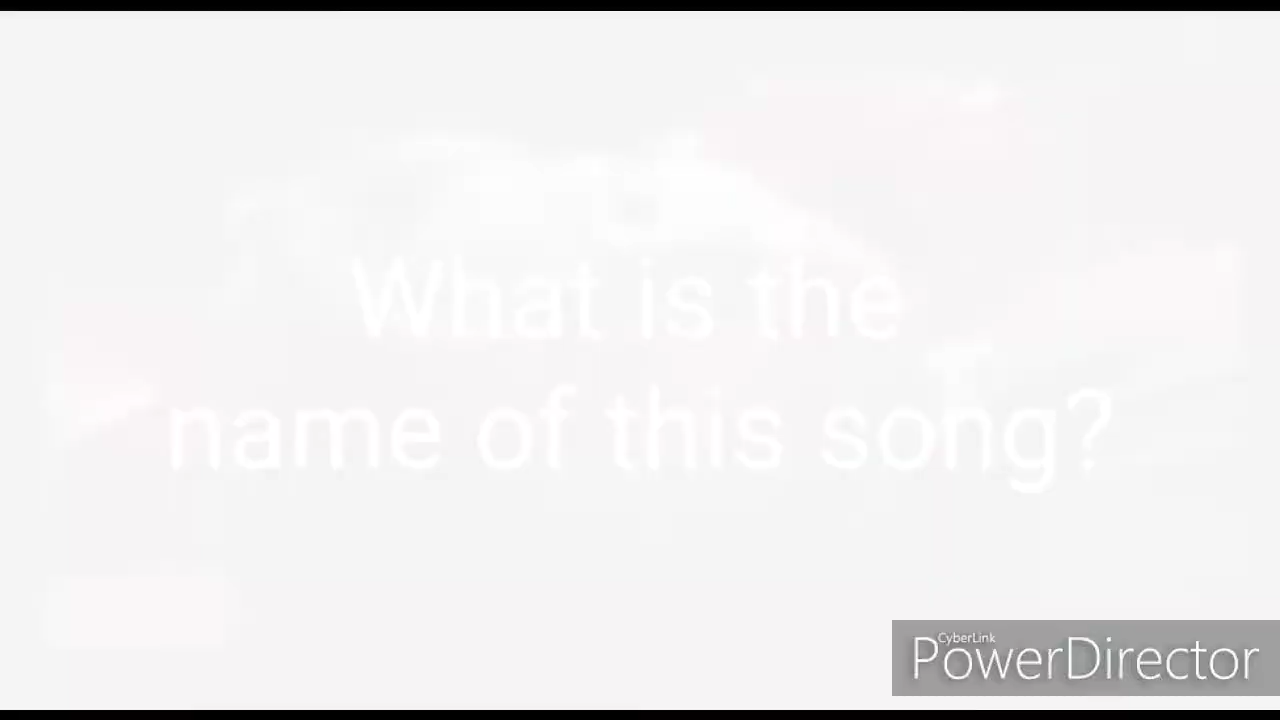 What is the
name of this song?
CyberLink
PowerDirector